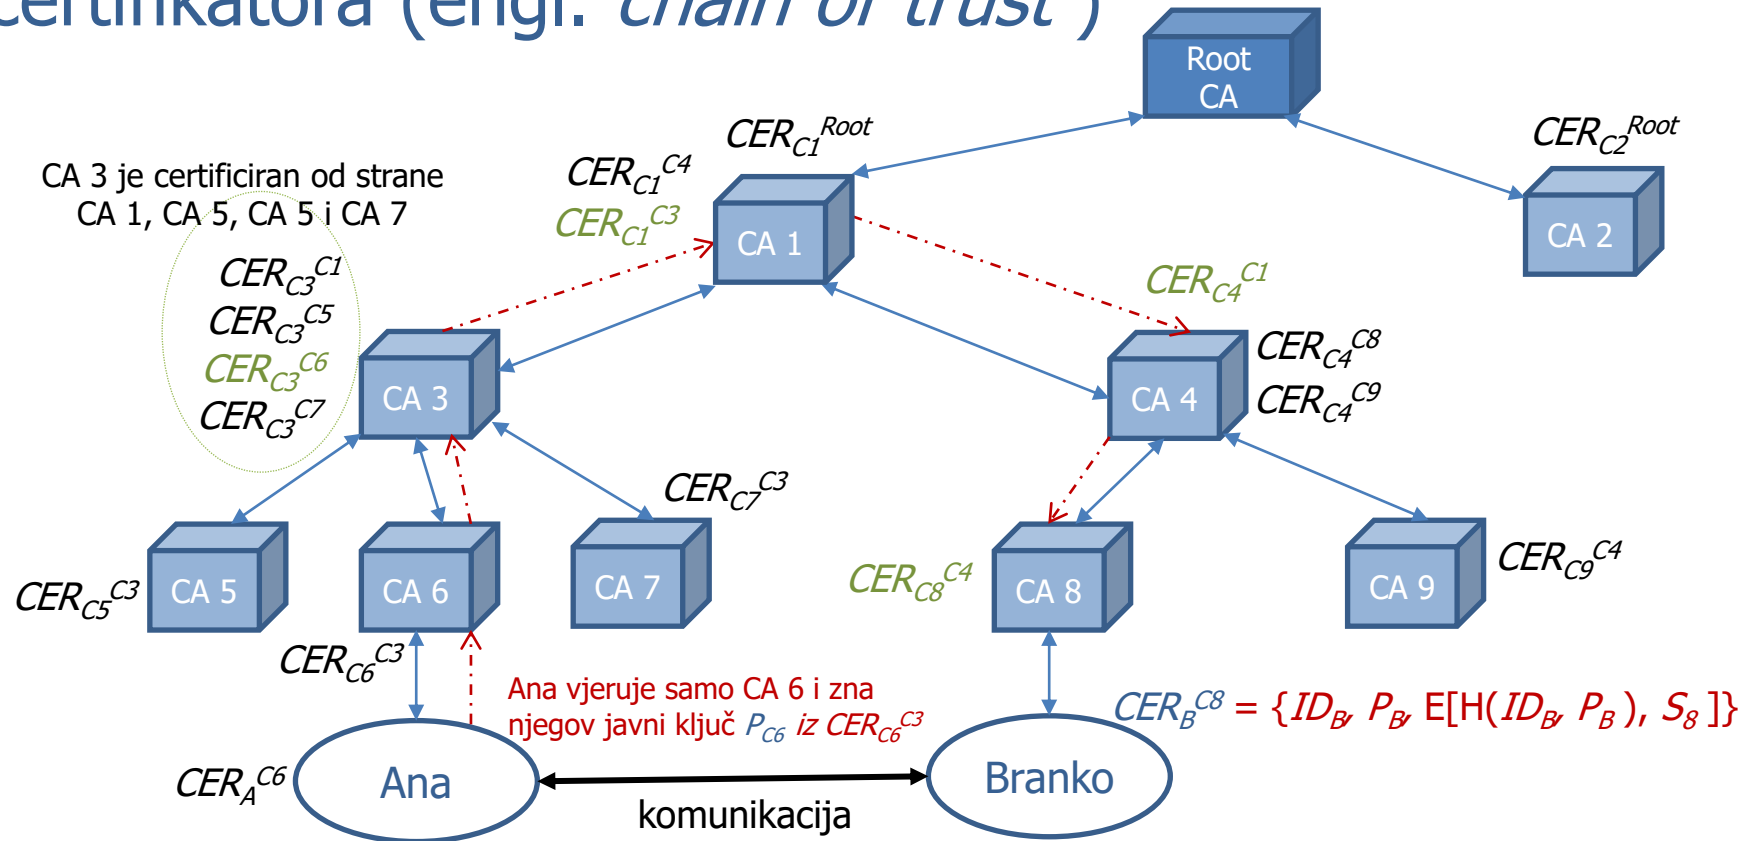 certifikatora (engl. chain of trust )
Root
CA
CER_C1^Root
CER_C2^Root
CA 3 je certificiran od strane
CA 1, CA 5, CA 5 i CA 7
CER_C1^C4
CER_C1^C3
CA 1
CA 2
CER_C3^C1
CER_C3^C5
CER_C3^C6
CER_C3^C7
CER_C4^C1
CER_C4^C8
CER_C4^C9
CA 3
CA 4
CER_C7^C3
CER_C5^C3
CA 5
CA 6
CA 7
CER_C8^C4
CA 8
CA 9
CER_C9^C4
CER_C6^C3
Ana vjeruje samo CA 6 i zna
njegov javni ključ P_C6 iz CER_C6^C3
CER_B^C8 = {ID_B, P_B, E[H(ID_B, P_B ), S_8 ]}
CER_A^C6
Ana
Branko
komunikacija